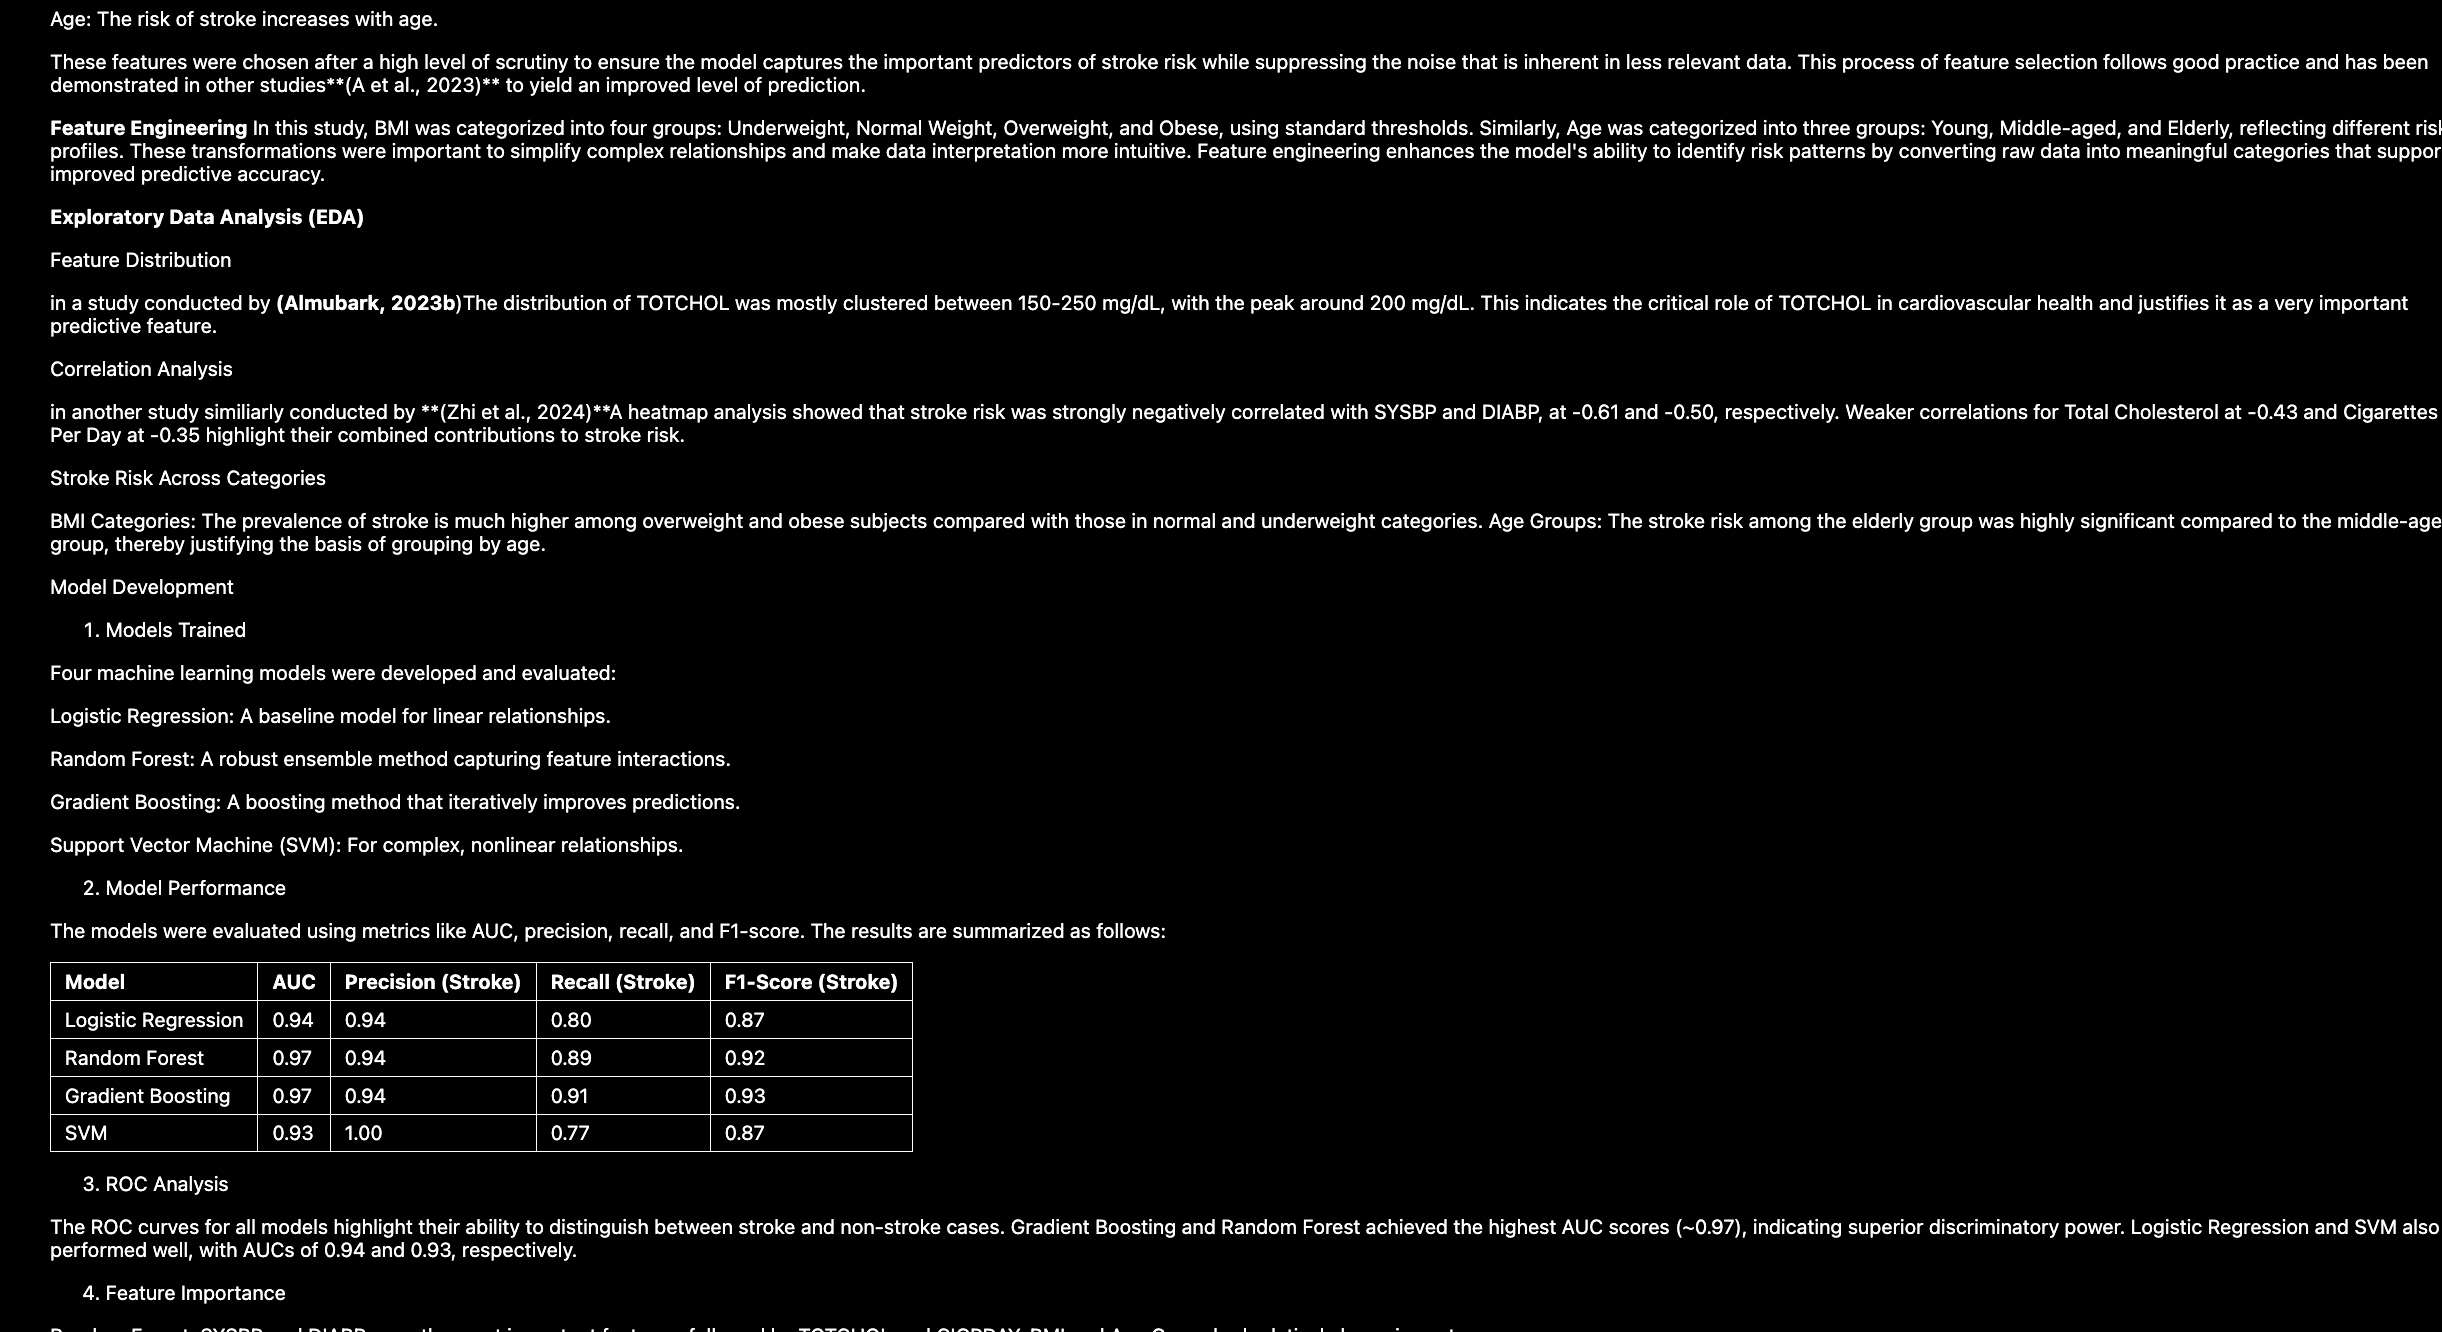 Age: The risk of stroke increases with age.
These features were chosen after a high level of scrutiny to ensure the model captures the important predictors of stroke risk while suppressing the noise that is inherent in less relevant data. This process of feature selection follows good practice and has been
demonstrated in other studies**(A et al., 2023)** to yield an improved level of prediction.
Feature Engineering In this study, BMI was categorized into four groups: Underweight, Normal Weight, Overweight, and Obese, using standard thresholds. Similarly, Age was categorized into three groups: Young, Middle-aged, and Elderly, reflecting different risk
profiles. These transformations were important to simplify complex relationships and make data interpretation more intuitive. Feature engineering enhances the model's ability to identify risk patterns by converting raw data into meaningful categories that suppor
improved predictive accuracy.
Exploratory Data Analysis (EDA)
Feature Distribution
in a study conducted by (Almubark, 2023b)The distribution of TOTCHOL was mostly clustered between 150-250 mg/dL, with the peak around 200 mg/dL. This indicates the critical role of TOTCHOL in cardiovascular health and justifies it as a very important
predictive feature.
Correlation Analysis
in another study similiarly conducted by **(Zhi et al., 2024)**A heatmap analysis showed that stroke risk was strongly negatively correlated with SYSBP and DIABP, at -0.61 and -0.50, respectively. Weaker correlations for Total Cholesterol at -0.43 and Cigarettes
Per Day at -0.35 highlight their combined contributions to stroke risk.
Stroke Risk Across Categories
BMI Categories: The prevalence of stroke is much higher among overweight and obese subjects compared with those in normal and underweight categories. Age Groups: The stroke risk among the elderly group was highly significant compared to the middle-age
group, thereby justifying the basis of grouping by age.
Model Development
1. Models Trained
Four machine learning models were developed and evaluated:
Logistic Regression: A baseline model for linear relationships.
Random Forest: A robust ensemble method capturing feature interactions.
Gradient Boosting: A boosting method that iteratively improves predictions.
Support Vector Machine (SVM): For complex, nonlinear relationships.
2. Model Performance
The models were evaluated using metrics like AUC, precision, recall, and F1-score. The results are summarized as follows:
Model AUC Precision (Stroke) Recall (Stroke) F1-Score (Stroke)
Logistic Regression 0.94 0.94 0.80 0.87
Random Forest 0.97 0.94 0.89 0.92
Gradient Boosting 0.97 0.94 0.91 0.93
SVM 0.93 1.00 0.77 0.87
3. ROC Analysis
The ROC curves for all models highlight their ability to distinguish between stroke and non-stroke cases. Gradient Boosting and Random Forest achieved the highest AUC scores (~0.97), indicating superior discriminatory power. Logistic Regression and SVM also
performed well, with AUCs of 0.94 and 0.93, respectively.
4. Feature Importance